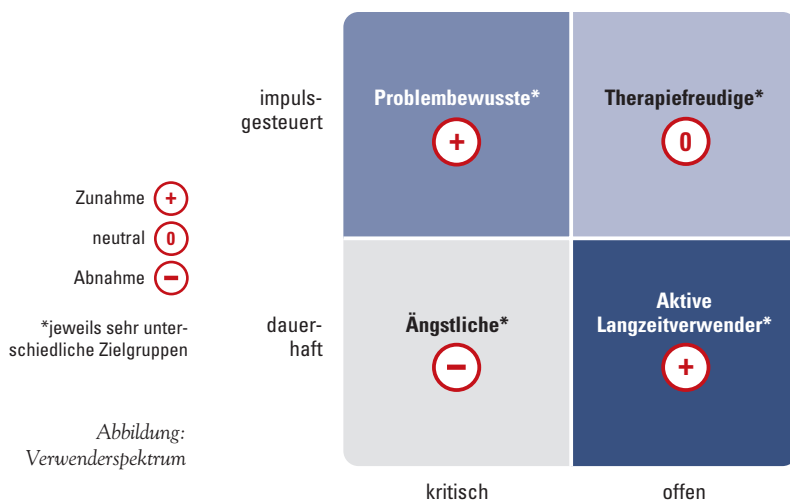 impuls-
gesteuert
Problembewusste*
+
Therapiefreudige*
0
Zunahme +
neutral 0
Abnahme −
*jeweils sehr unter-
schiedliche Zielgruppen
dauer-
haft
Ängstliche*
−
Aktive
Langzeitverwender*
+
Abbildung:
Verwenderspektrum
kritisch
offen